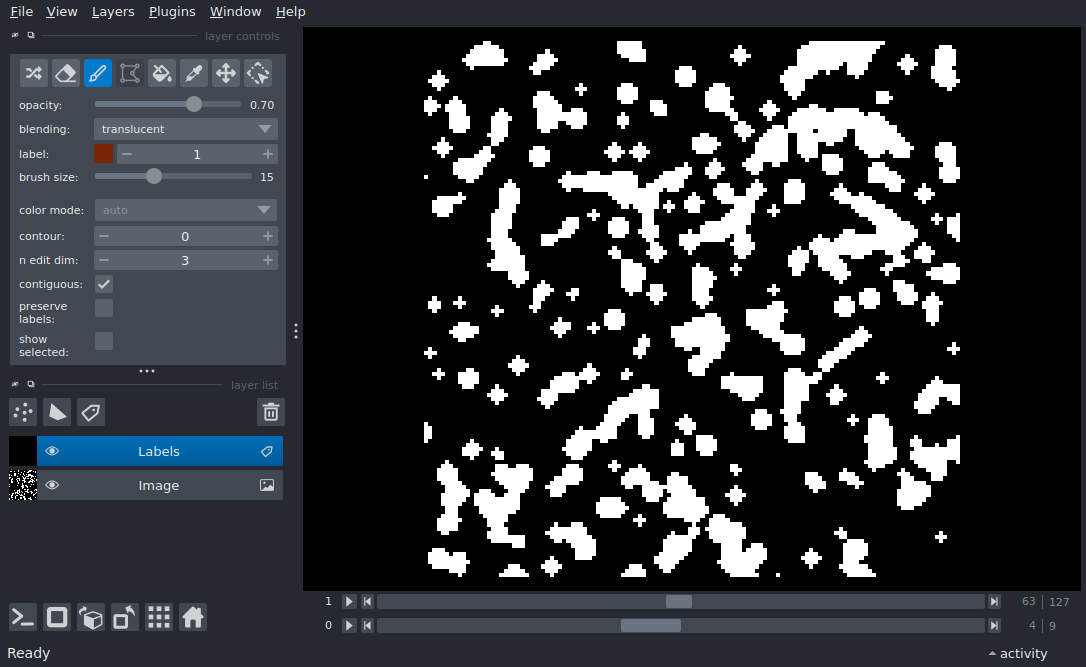 File View Layers Plugins Window Help
layer controls
opacity: 0.70
blending: translucent
label: 1
brush size: 15
color mode: auto
contour: 0
n edit dim: 3
contiguous:
preserve
labels:
show
selected:
layer list
Labels
Image
1 63 127
0 4 9
Ready activity